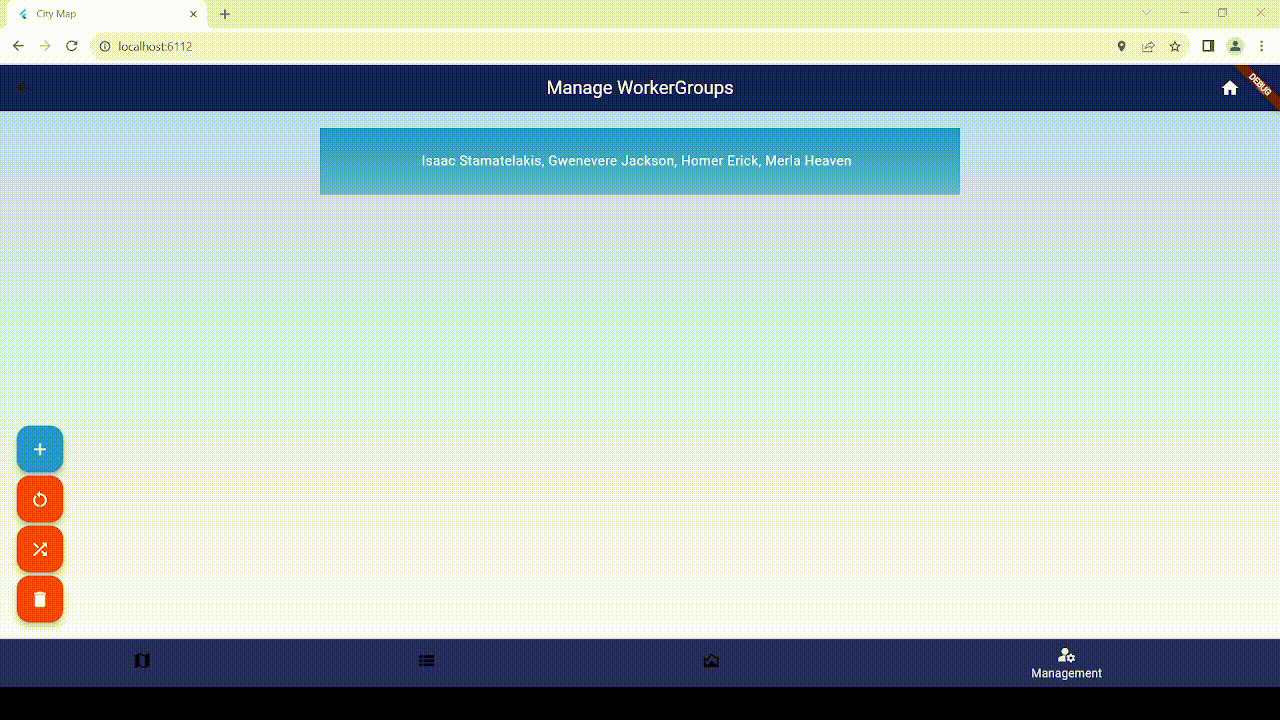 City Map
localhost:6112
Manage WorkerGroups
DEBUG
Isaac Stamatelakis, Gwenevere Jackson, Homer Erick, Merla Heaven
Management